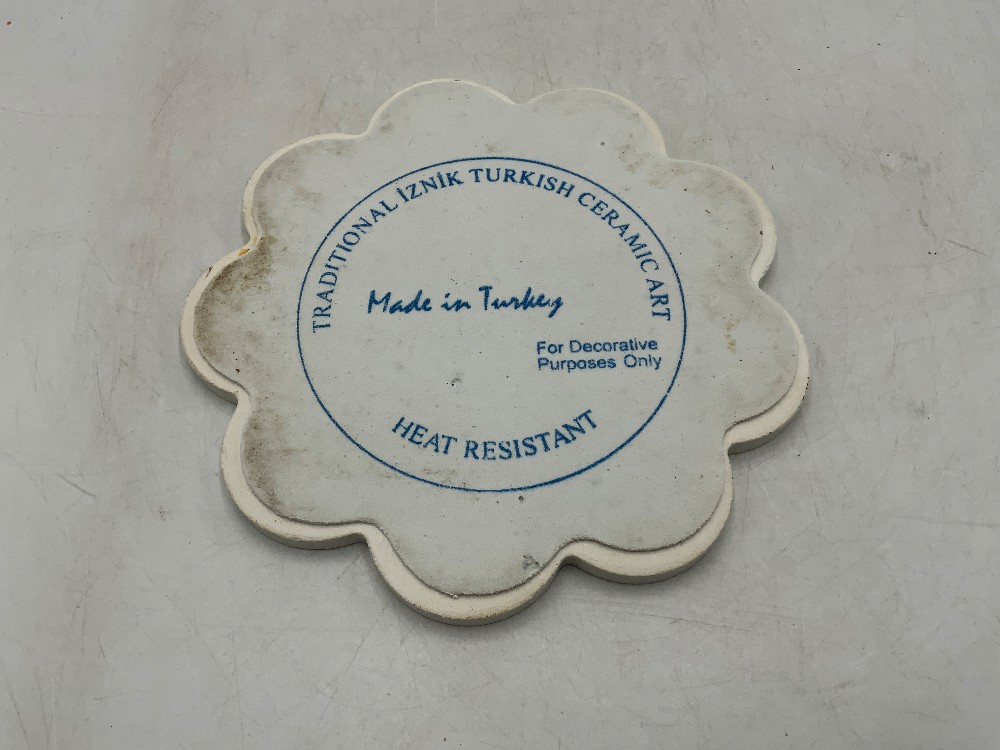 TRADITIONAL İZNİK TURKISH CERAMIC ART
Made in Turkey
For Decorative
Purposes Only
HEAT RESISTANT